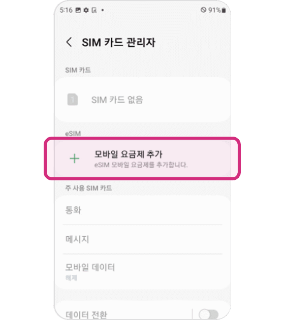 5:16
91%
SIM 카드 관리자
SIM 카드
SIM 카드 없음
eSIM
모바일 요금제 추가
eSIM 모바일 요금제를 추가합니다.
주 사용 SIM 카드
통화
메시지
모바일 데이터
해제
데이터 전환